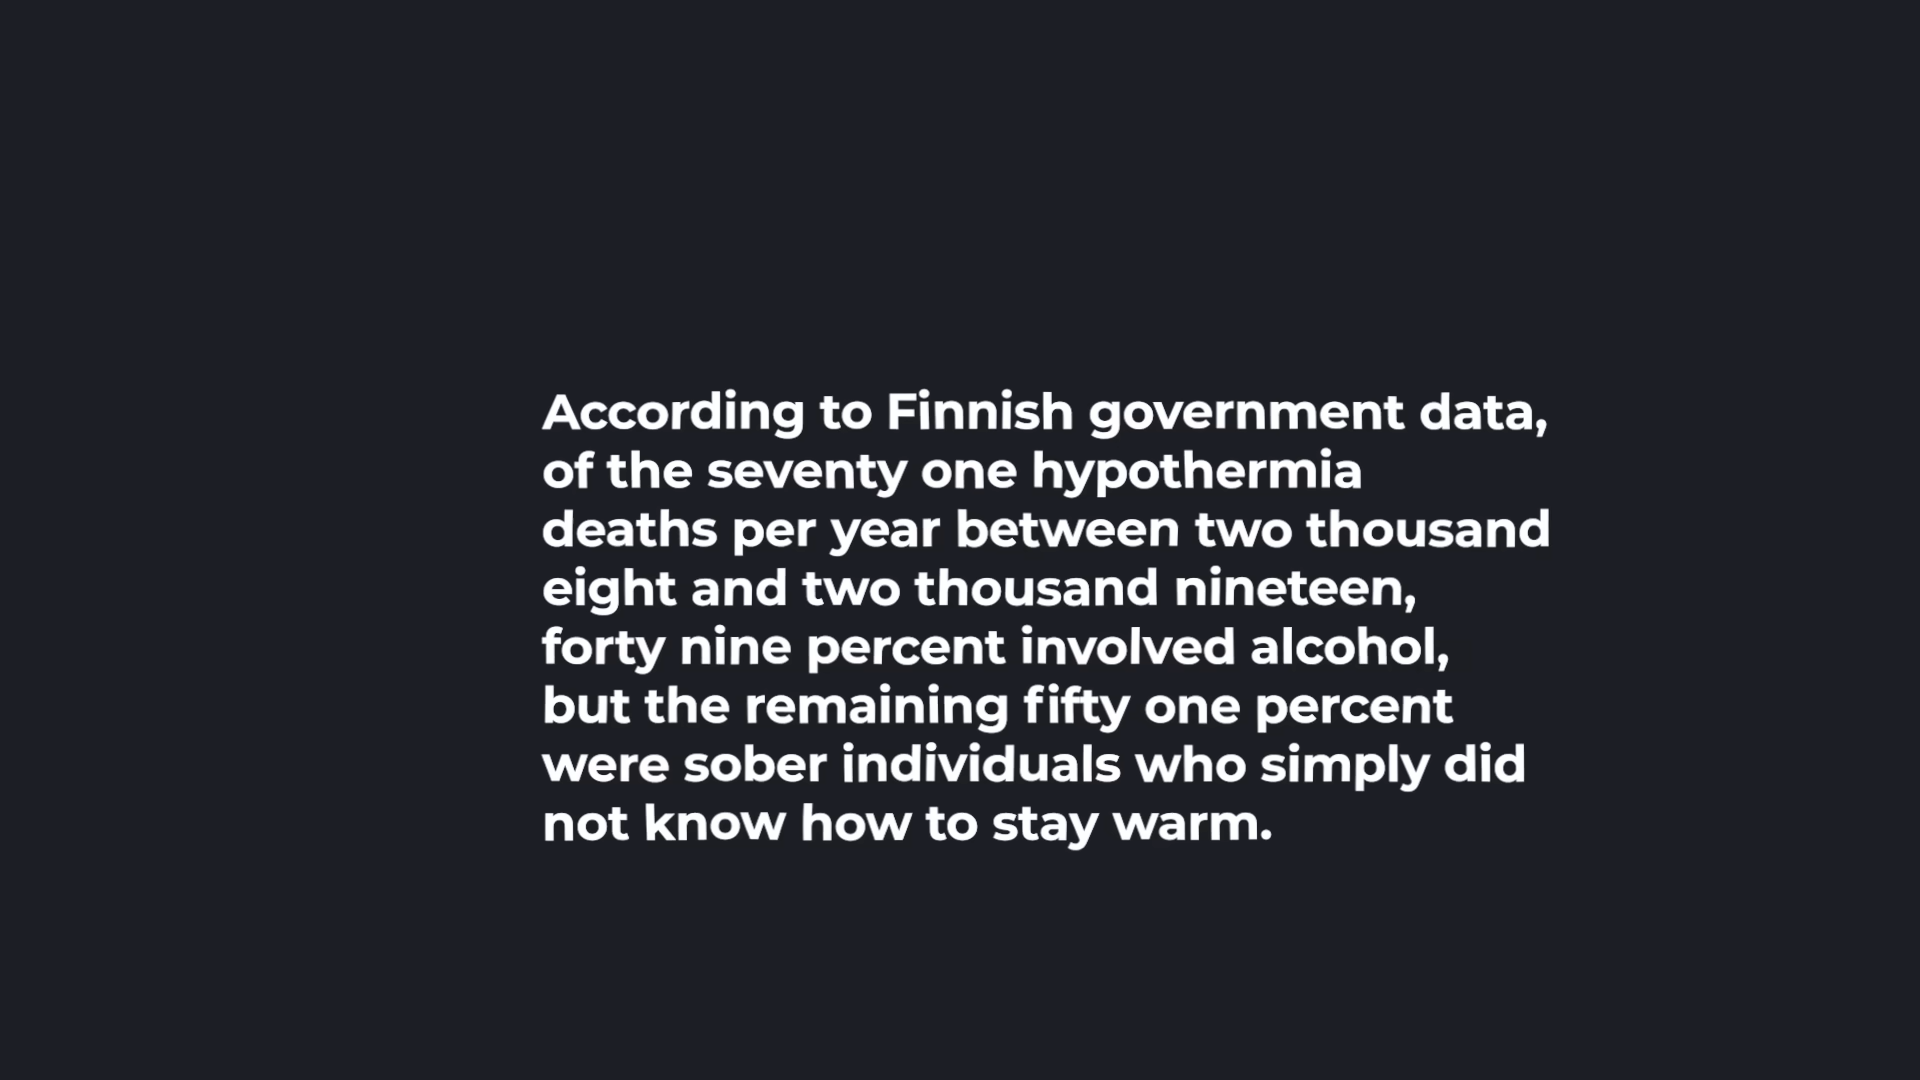 According to Finnish government data,
of the seventy one hypothermia
deaths per year between two thousand
eight and two thousand nineteen,
forty nine percent involved alcohol,
but the remaining fifty one percent
were sober individuals who simply did
not know how to stay warm.